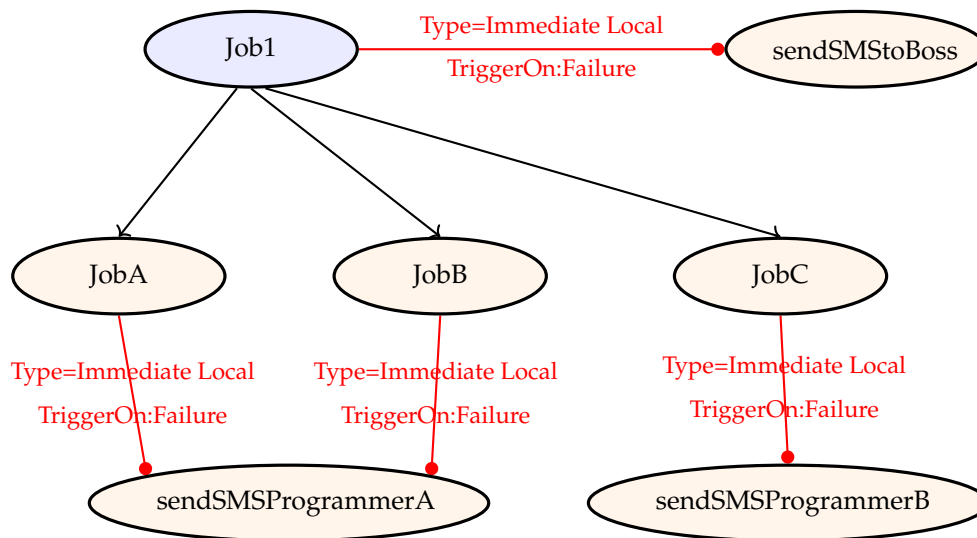 Job1
Type=Immediate Local
TriggerOn:Failure
sendSMStoBoss
JobA
JobB
JobC
Type=Immediate Local
TriggerOn:Failure
Type=Immediate Local
TriggerOn:Failure
Type=Immediate Local
TriggerOn:Failure
sendSMSProgrammerA
sendSMSProgrammerB